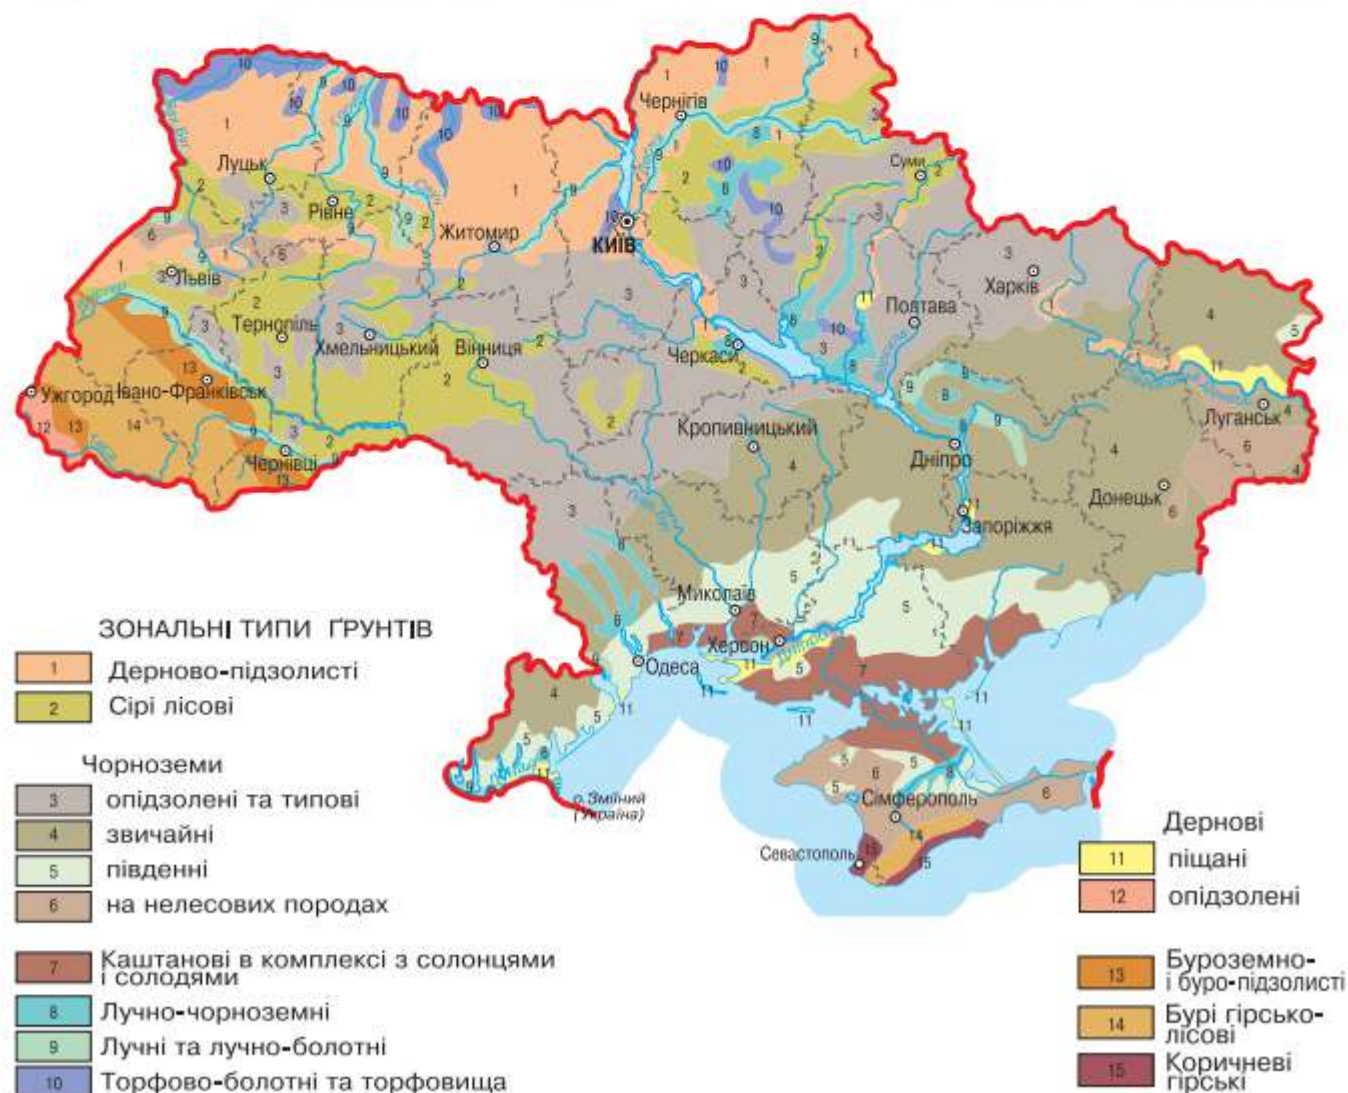 Чернігів
Суми
Луцьк
Рівне
Житомир
КИЇВ
Львів
Харків
Полтава
Тернопіль
Хмельницький
Вінниця
Черкаси
Ужгород
Івано-Франківськ
Луганськ
Кропивницький
Чернівці
Дніпро
Донецьк
Запоріжжя
Миколаїв
Херсон
Одеса
о. Зміїний
(Україна)
Сімферополь
Севастополь
ЗОНАЛЬНІ ТИПИ ҐРУНТІВ
1 Дерново-підзолисті
2 Сірі лісові
Чорноземи
3 опідзолені та типові
4 звичайні
5 південні
6 на нелесових породах
7 Каштанові в комплексі з солонцями
і солодями
8 Лучно-чорноземні
9 Лучні та лучно-болотні
10 Торфово-болотні та торфовища
Дернові
11 піщані
12 опідзолені
13 Буроземно-
і буро-підзолисті
14 Бурі гірсько-
лісові
15 Коричневі
гірські